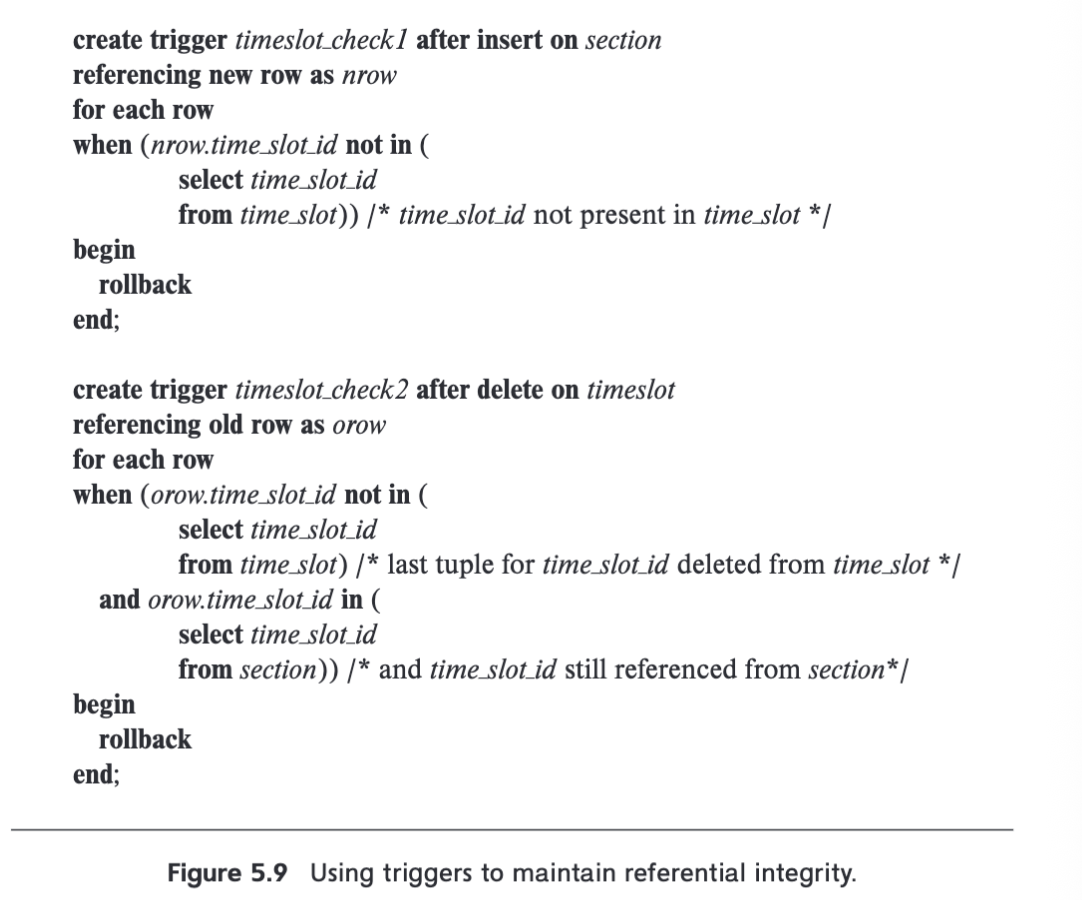 create trigger timeslot_check1 after insert on section
referencing new row as nrow
for each row
when (nrow.time_slot_id not in (
select time_slot_id
from time_slot)) /* time_slot_id not present in time_slot */
begin
rollback
end;
create trigger timeslot_check2 after delete on timeslot
referencing old row as orow
for each row
when (orow.time_slot_id not in (
select time_slot_id
from time_slot) /* last tuple for time_slot_id deleted from time_slot */
and orow.time_slot_id in (
select time_slot_id
from section)) /* and time_slot_id still referenced from section*/
begin
rollback
end;
Figure 5.9 Using triggers to maintain referential integrity.